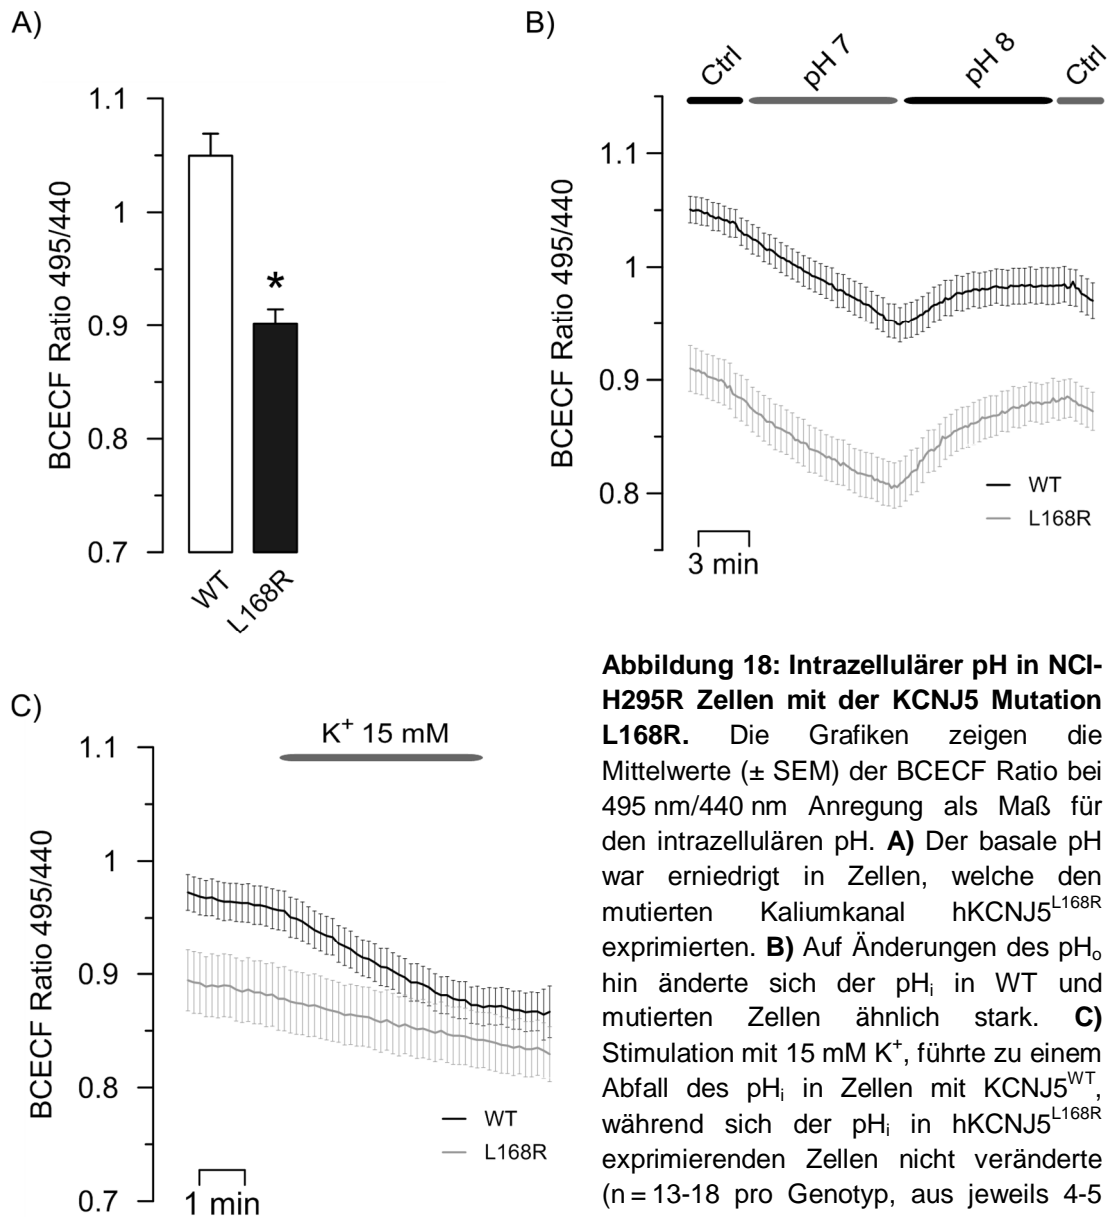 A)
BCECF Ratio 495/440
1.1
1
0.9
0.8
0.7
*
WT
L168R
B)
Ctrl
pH 7
pH 8
Ctrl
BCECF Ratio 495/440
1.1
1
0.9
0.8
WT
L168R
3 min
C)
K⁺ 15 mM
BCECF Ratio 495/440
1.1
1
0.9
0.8
0.7
WT
L168R
1 min
Abbildung 18: Intrazellulärer pH in NCI-
H295R Zellen mit der KCNJ5 Mutation
L168R. Die Grafiken zeigen die
Mittelwerte (± SEM) der BCECF Ratio bei
495 nm/440 nm Anregung als Maß für
den intrazellulären pH. A) Der basale pH
war erniedrigt in Zellen, welche den
mutierten Kaliumkanal hKCNJ5L168R
exprimierten. B) Auf Änderungen des pHo
hin änderte sich der pHi in WT und
mutierten Zellen ähnlich stark. C)
Stimulation mit 15 mM K⁺, führte zu einem
Abfall des pHi in Zellen mit KCNJ5WT,
während sich der pHi in hKCNJ5L168R
exprimierenden Zellen nicht veränderte
(n = 13-18 pro Genotyp, aus jeweils 4-5